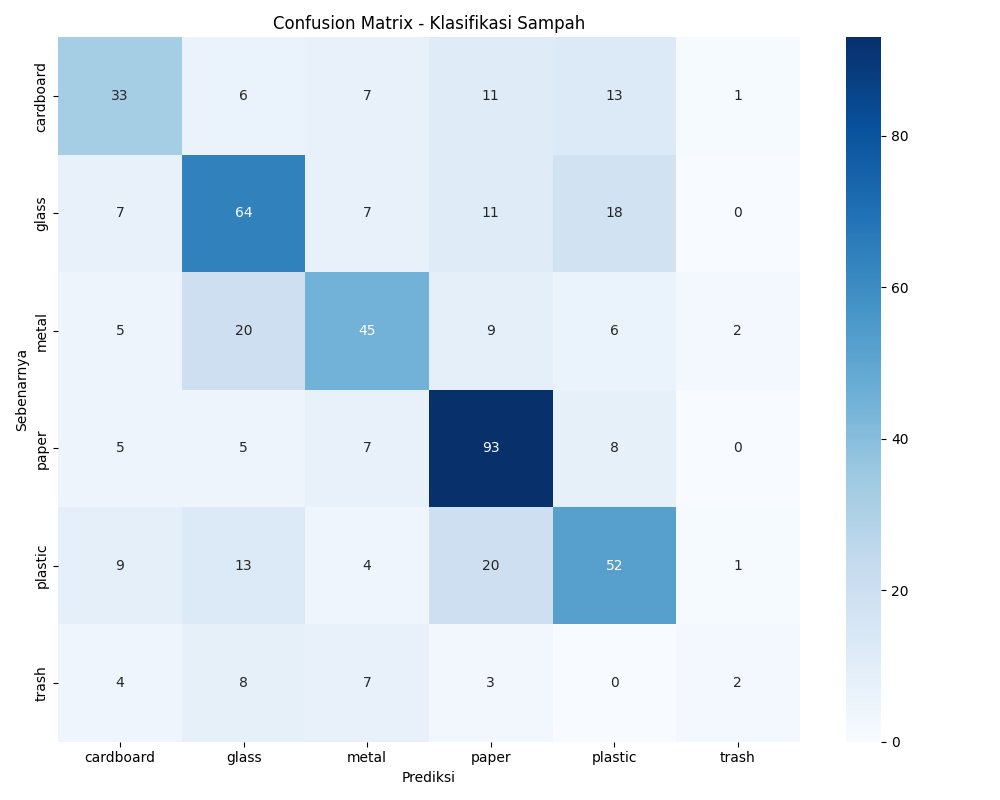 Confusion Matrix - Klasifikasi Sampah
Sebenarnya
cardboard 33 6 7 11 13 1
glass 7 64 7 11 18 0
metal 5 20 45 9 6 2
paper 5 5 7 93 8 0
plastic 9 13 4 20 52 1
trash 4 8 7 3 0 2
cardboard glass metal paper plastic trash
Prediksi
80
60
40
20
0